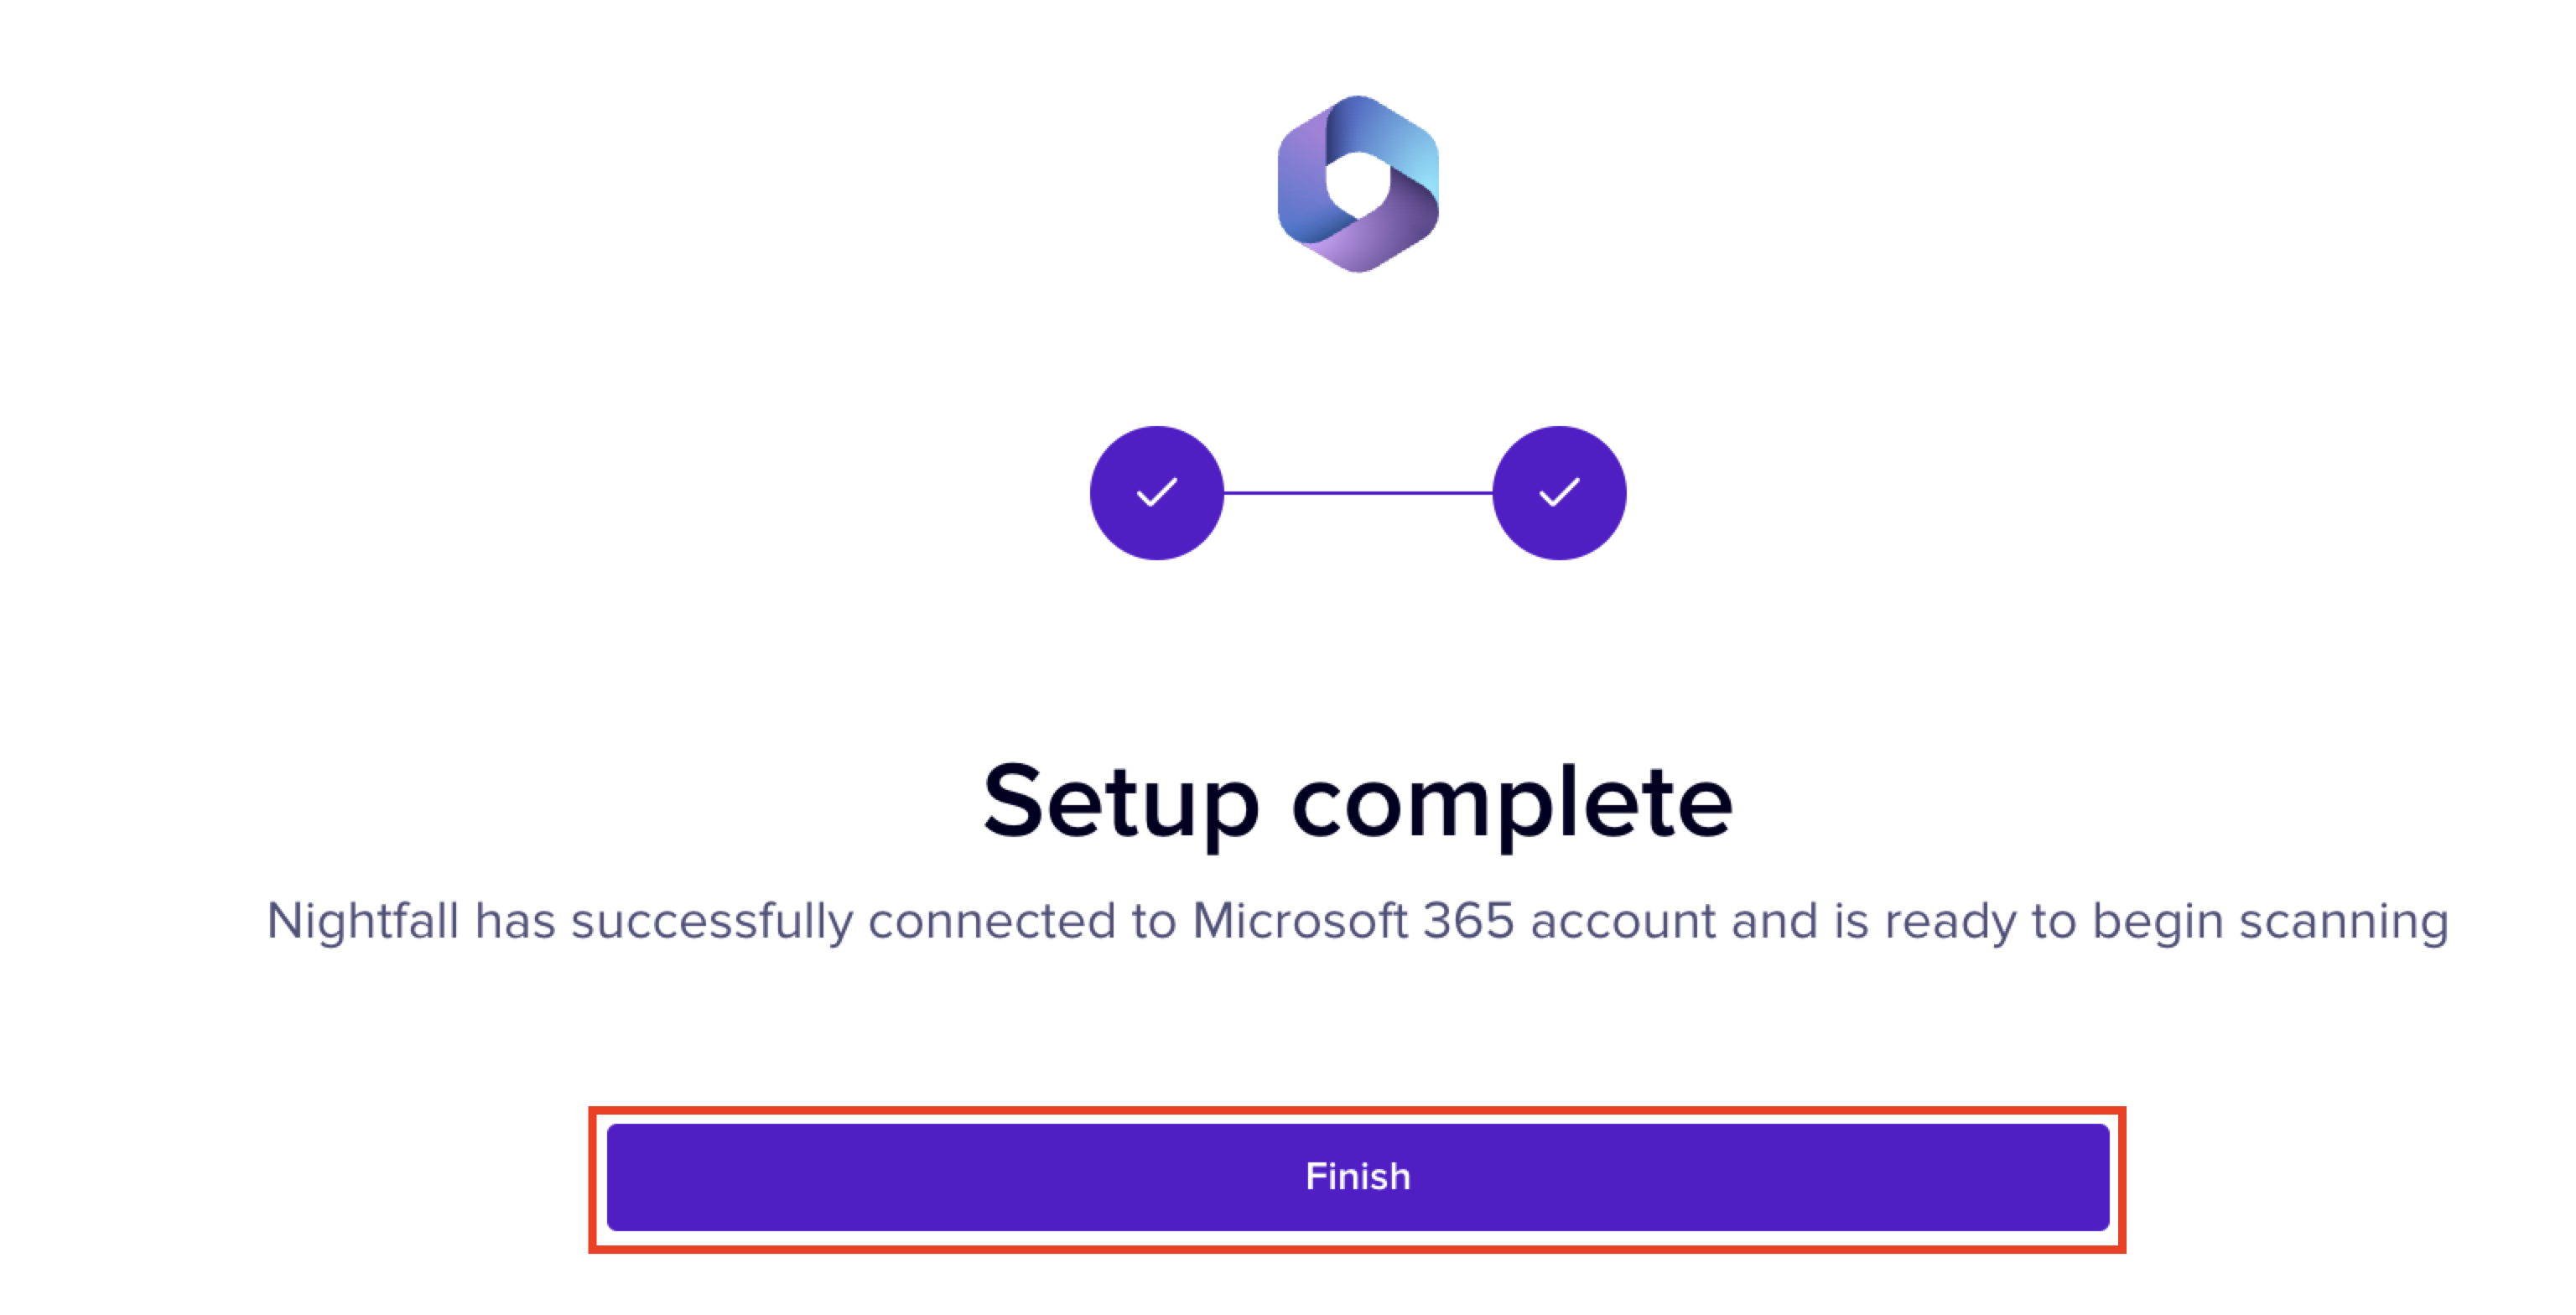 Setup complete
Nightfall has successfully connected to Microsoft 365 account and is ready to begin scanning
Finish